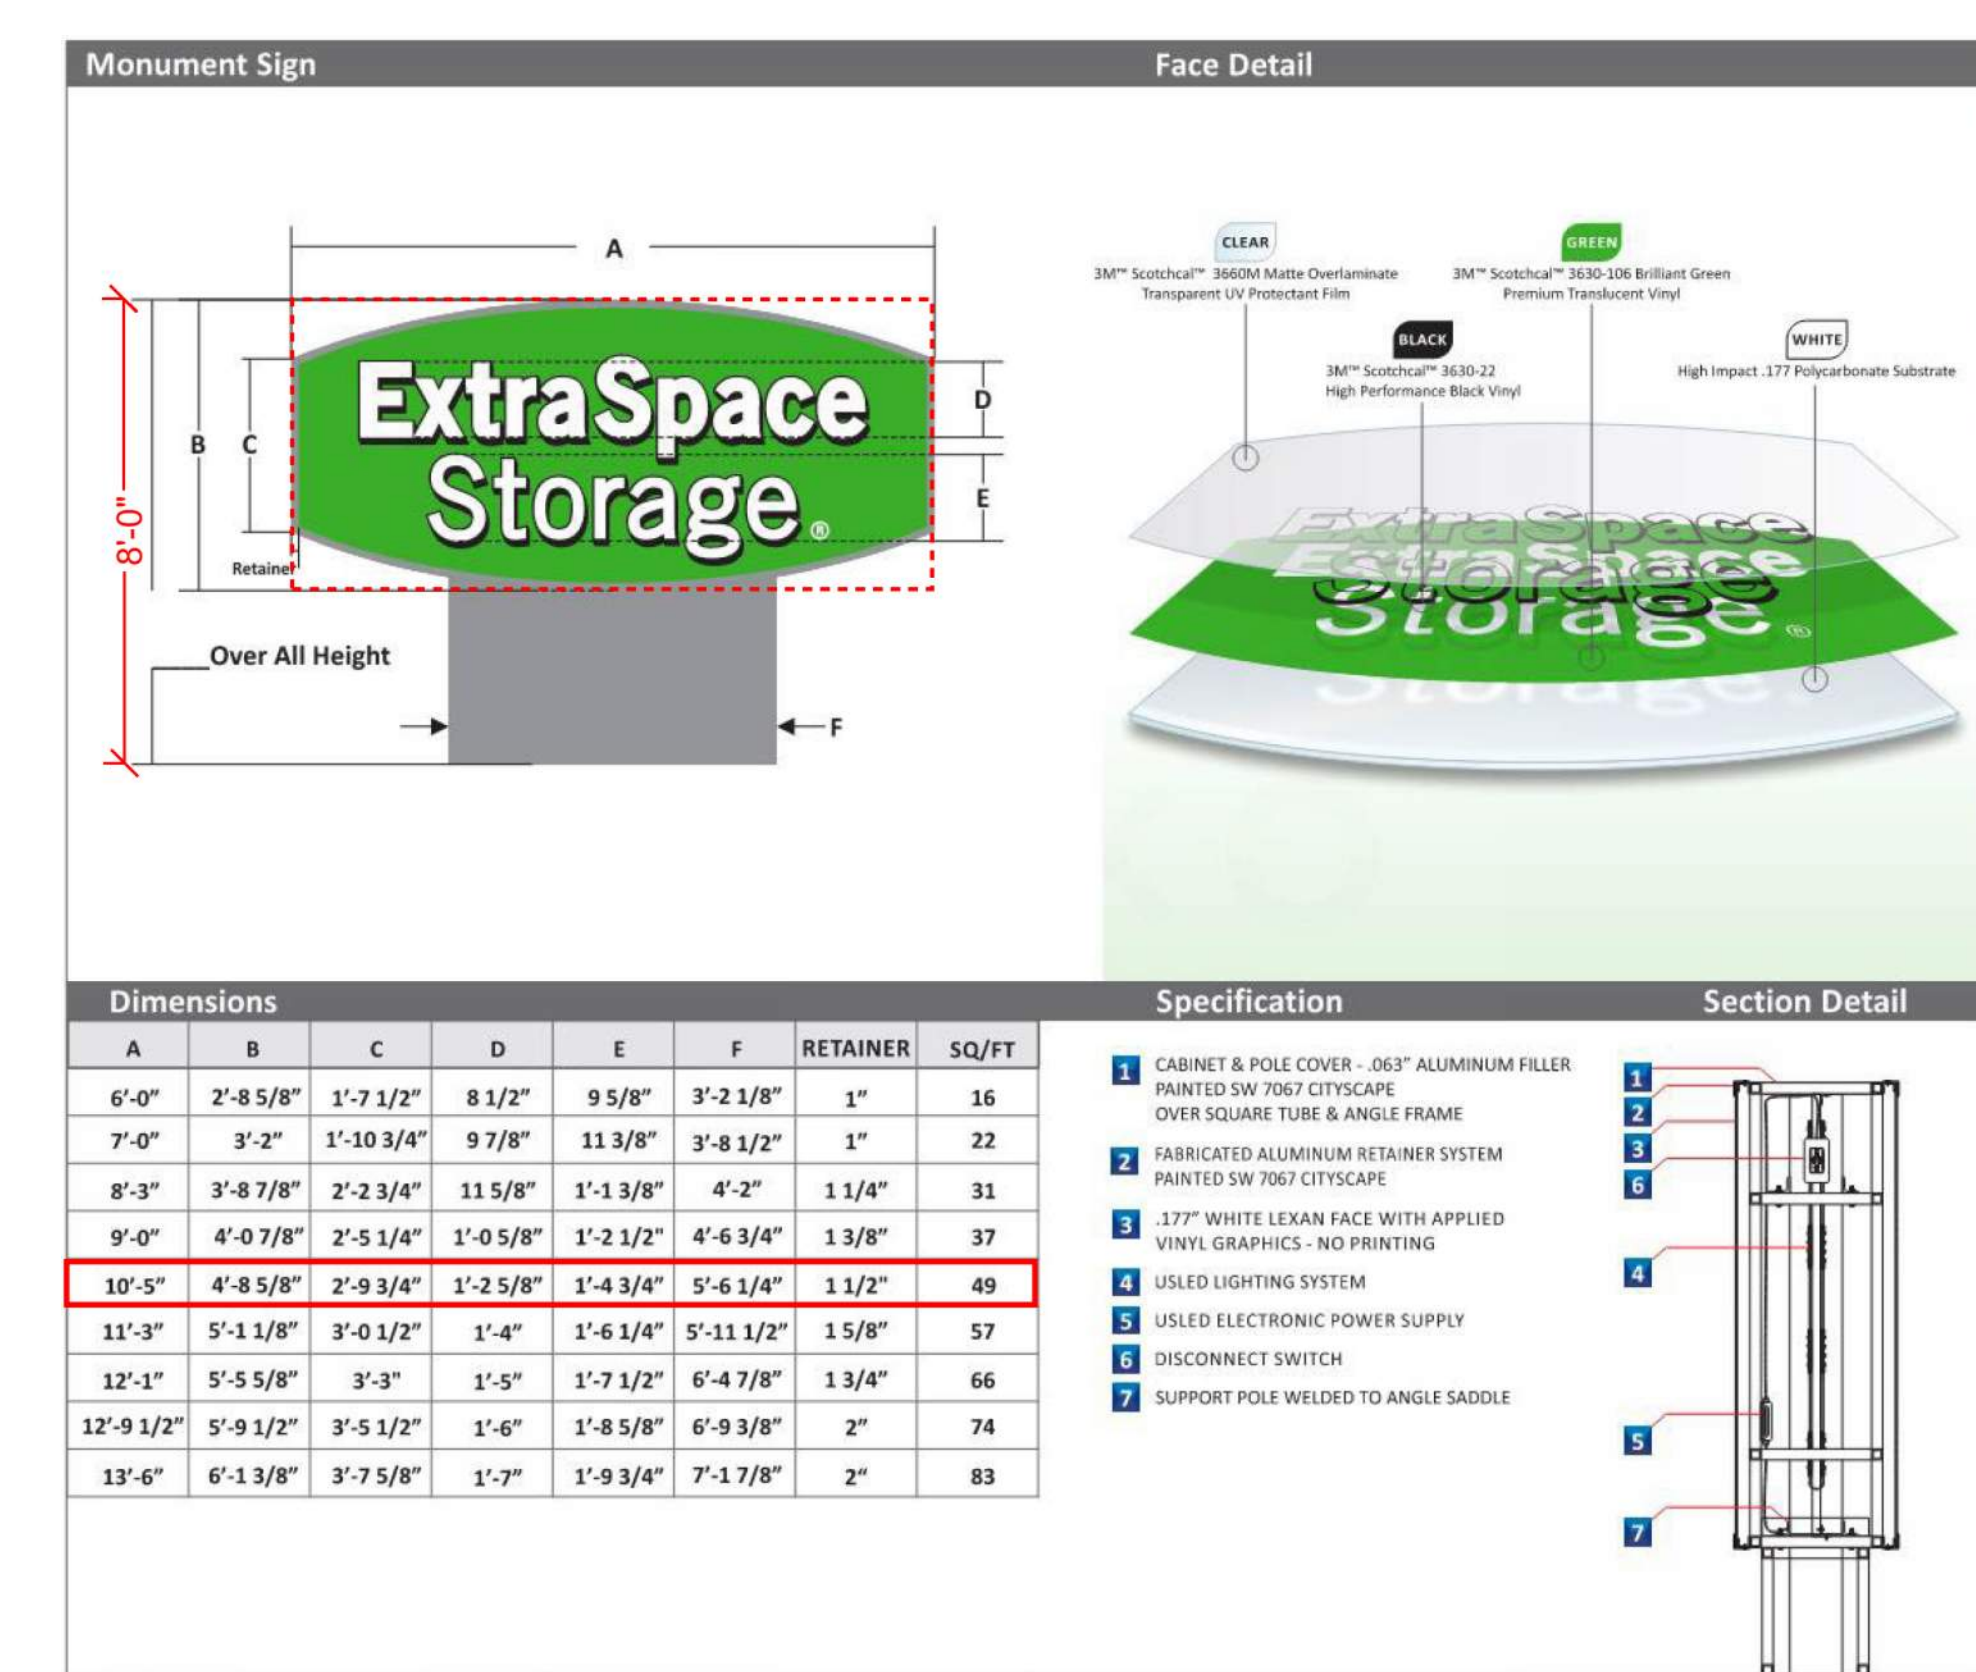 Monument Sign
Face Detail
A
CLEAR
3M™ Scotchcal™ 3660M Matte Overlaminate
Transparent UV Protectant Film
GREEN
3M™ Scotchcal™ 3630-106 Brilliant Green
Premium Translucent Vinyl
BLACK
3M™ Scotchcal™ 3630-22
High Performance Black Vinyl
WHITE
High Impact .177 Polycarbonate Substrate
8'-0"
B
C
D
E
ExtraSpace
Storage®
Retainer
Over All Height
F
ExtraSpace
ExtraSpace
Storage
Storage ®
Storage
Dimensions
A B C D E F RETAINER SQ/FT
6’-0” 2’-8 5/8” 1’-7 1/2” 8 1/2” 9 5/8” 3’-2 1/8” 1” 16
7’-0” 3’-2” 1’-10 3/4” 9 7/8” 11 3/8” 3’-8 1/2” 1” 22
8’-3” 3’-8 7/8” 2’-2 3/4” 11 5/8” 1’-1 3/8” 4’-2” 1 1/4” 31
9’-0” 4’-0 7/8” 2’-5 1/4” 1’-0 5/8” 1’-2 1/2" 4’-6 3/4” 1 3/8” 37
10’-5” 4’-8 5/8” 2’-9 3/4” 1’-2 5/8” 1’-4 3/4” 5’-6 1/4” 1 1/2" 49
11’-3” 5’-1 1/8” 3’-0 1/2” 1’-4” 1’-6 1/4” 5’-11 1/2” 1 5/8” 57
12’-1” 5’-5 5/8” 3’-3" 1’-5” 1’-7 1/2” 6’-4 7/8” 1 3/4” 66
12’-9 1/2” 5’-9 1/2” 3’-5 1/2” 1’-6” 1’-8 5/8” 6’-9 3/8” 2” 74
13’-6” 6’-1 3/8” 3’-7 5/8” 1’-7” 1’-9 3/4” 7’-1 7/8” 2“ 83
Specification
1 CABINET & POLE COVER - .063” ALUMINUM FILLER
PAINTED SW 7067 CITYSCAPE
OVER SQUARE TUBE & ANGLE FRAME
2 FABRICATED ALUMINUM RETAINER SYSTEM
PAINTED SW 7067 CITYSCAPE
3 .177” WHITE LEXAN FACE WITH APPLIED
VINYL GRAPHICS - NO PRINTING
4 USLED LIGHTING SYSTEM
5 USLED ELECTRONIC POWER SUPPLY
6 DISCONNECT SWITCH
7 SUPPORT POLE WELDED TO ANGLE SADDLE
Section Detail
1
2
3
6
4
5
7